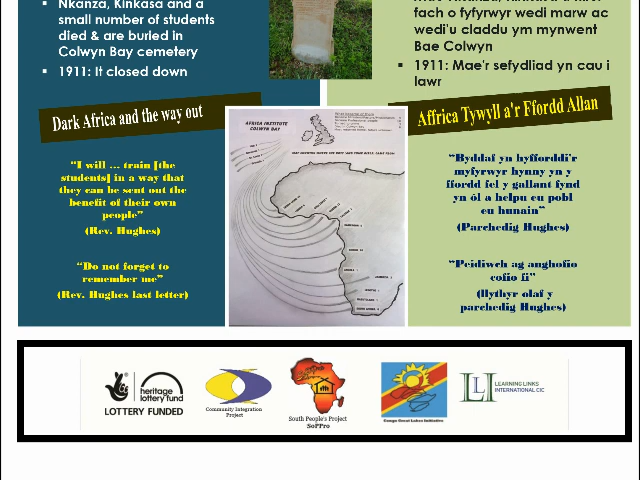 Nkanza, Kinkasa and a
small number of students
died & are buried in
Colwyn Bay cemetery
1911: It closed down
fach o fyfyrwyr wedi marw ac
wedi'u claddu ym mynwent
Bae Colwyn
1911: Mae'r sefydliad yn cau i
lawr
Dark Africa and the way out
Affrica Tywyll a'r Ffordd Allan
"I will ... train [the
students] in a way that
they can be sent out the
benefit of their own
people"
(Rev. Hughes)
"Do not forget to
remember me"
(Rev. Hughes last letter)
AFRICA INSTITUTE
COLWYN BAY
"Byddaf yn hyfforddi'r
myfyrwyr hynny yn y
ffordd fel y gallant fynd
yn ôl a helpu eu pobl
eu hunain"
(Parchedig Hughes)
"Peidiwch ag anghofio
cofio fi"
(llythyr olaf y
parchedig Hughes)
heritage
lottery fund
LOTTERY FUNDED
Community Integration
Project
South People's Project
SoPPro
Congo Great Lakes Initiative
LLI
LEARNING LINKS
INTERNATIONAL CIC